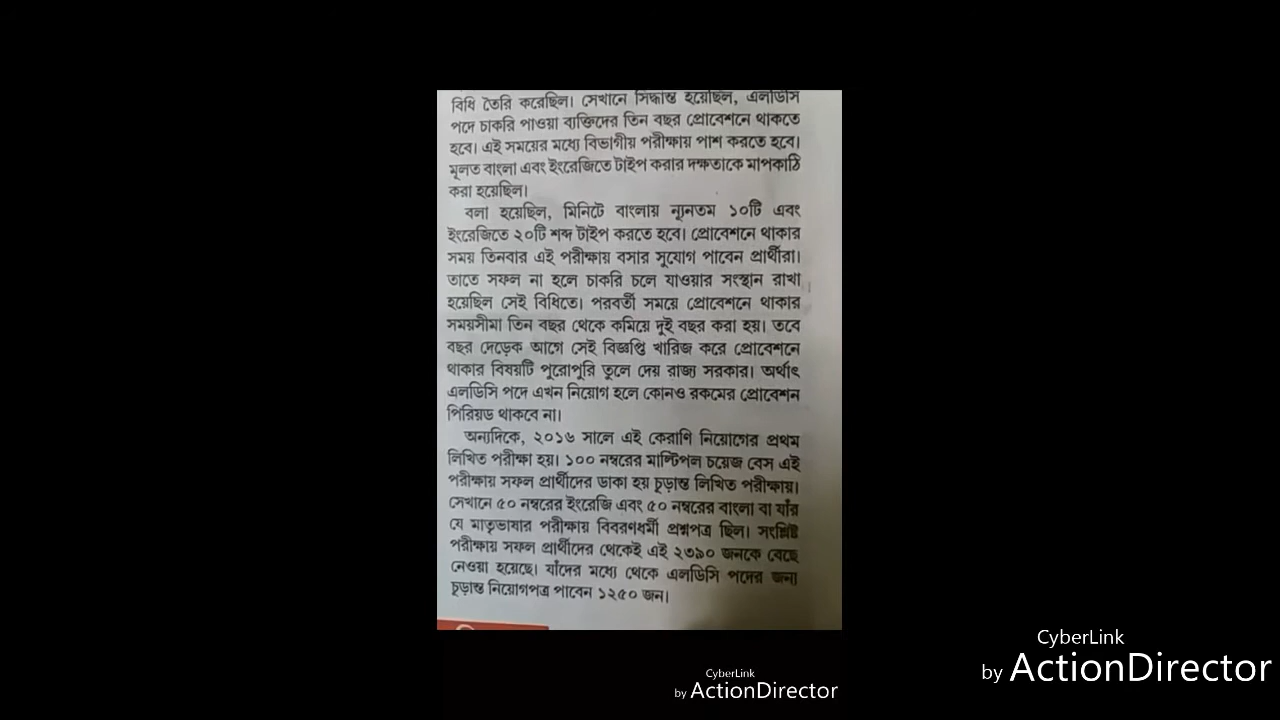 বিধি তৈরি করেছিল। সেখানে সিদ্ধান্ত হয়েছিল, এলডিসি
পদে চাকরি পাওয়া ব্যক্তিদের তিন বছর প্রোবেশনে থাকতে
হবে। এই সময়ের মধ্যে বিভাগীয় পরীক্ষায় পাশ করতে হবে।
মূলত বাংলা এবং ইংরেজিতে টাইপ করার দক্ষতাকে মাপকাঠি
করা হয়েছিল।
বলা হয়েছিল, মিনিটে বাংলায় ন্যূনতম ১০টি এবং
ইংরেজিতে ২০টি শব্দ টাইপ করতে হবে। প্রোবেশনে থাকার
সময় তিনবার এই পরীক্ষায় বসার সুযোগ পাবেন প্রার্থীরা।
তাতে সফল না হলে চাকরি চলে যাওয়ার সংস্থান রাখা
হয়েছিল সেই বিধিতে। পরবর্তী সময়ে প্রোবেশনে থাকার
সময়সীমা তিন বছর থেকে কমিয়ে দুই বছর করা হয়। তবে
বছর দেড়েক আগে সেই বিজ্ঞপ্তি খারিজ করে প্রোবেশনে
থাকার বিষয়টি পুরোপুরি তুলে দেয় রাজ্য সরকার। অর্থাৎ
এলডিসি পদে এখন নিয়োগ হলে কোনও রকমের প্রোবেশন
পিরিয়ড থাকবে না।
অন্যদিকে, ২০১৬ সালে এই কেরাণি নিয়োগের প্রথম
লিখিত পরীক্ষা হয়। ১০০ নম্বরের মাল্টিপল চয়েজ বেস এই
পরীক্ষায় সফল প্রার্থীদের ডাকা হয় চূড়ান্ত লিখিত পরীক্ষায়।
সেখানে ৫০ নম্বরের ইংরেজি এবং ৫০ নম্বরের বাংলা বা যাঁর
যে মাতৃভাষার পরীক্ষায় বিবরণধর্মী প্রশ্নপত্র ছিল। সংশ্লিষ্ট
পরীক্ষায় সফল প্রার্থীদের থেকেই এই ২৩৯০ জনকে বেছে
নেওয়া হয়েছে। যাঁদের মধ্যে থেকে এলডিসি পদের জন্য
চূড়ান্ত নিয়োগপত্র পাবেন ১২৫০ জন।
CyberLink
by ActionDirector
CyberLink
by ActionDirector